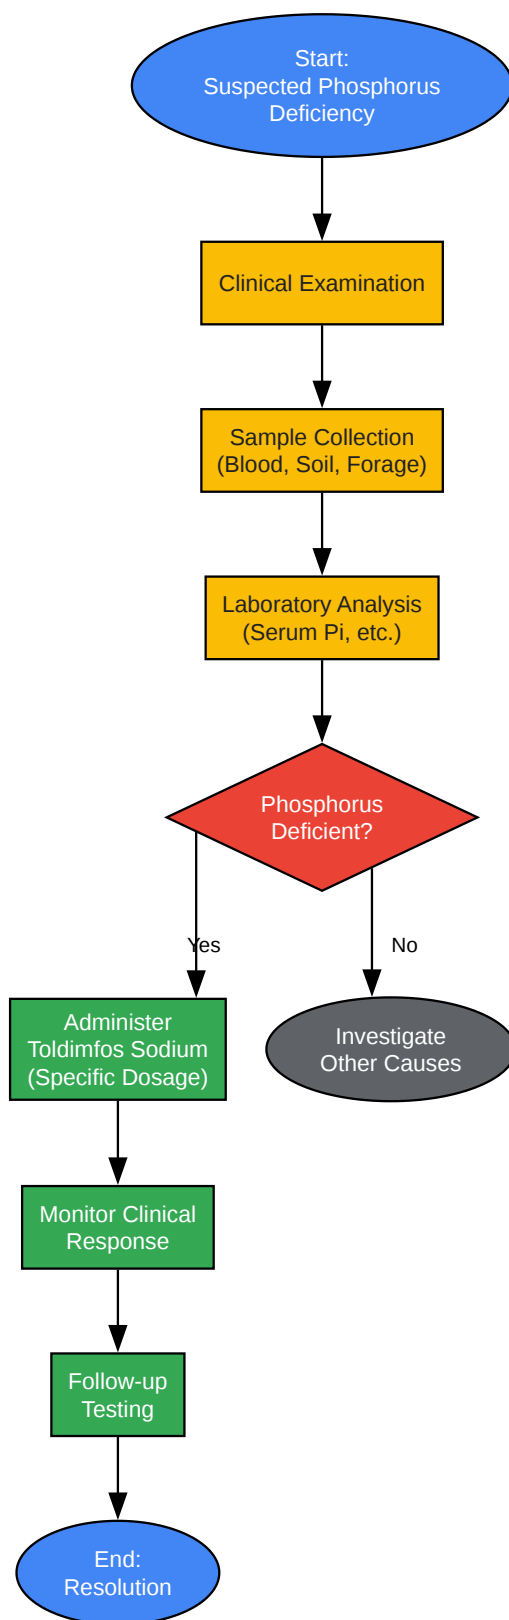 Start:
Suspected Phosphorus
Deficiency
Clinical Examination
Sample Collection
(Blood, Soil, Forage)
Laboratory Analysis
(Serum Pi, etc.)
Phosphorus
Deficient?
Yes
No
Administer
Toldimfos Sodium
(Specific Dosage)
Investigate
Other Causes
Monitor Clinical
Response
Follow-up
Testing
End:
Resolution